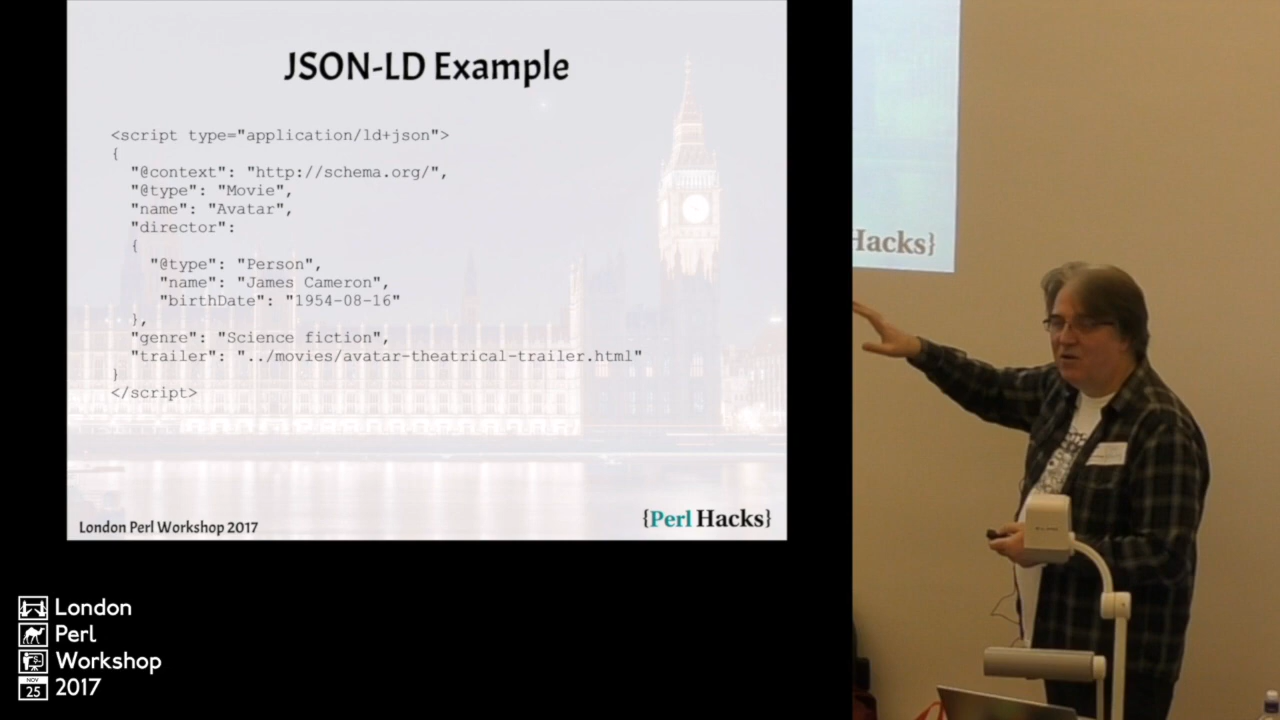 JSON-LD Example
<script type="application/ld+json">
{
"@context": "http://schema.org/",
"@type": "Movie",
"name": "Avatar",
"director":
{
"@type": "Person",
"name": "James Cameron",
"birthDate": "1954-08-16"
},
"genre": "Science fiction",
"trailer": "../movies/avatar-theatrical-trailer.html"
}
</script>
London Perl Workshop 2017
{Perl Hacks}
Hacks}
London
Perl
Workshop
NOV
25
2017